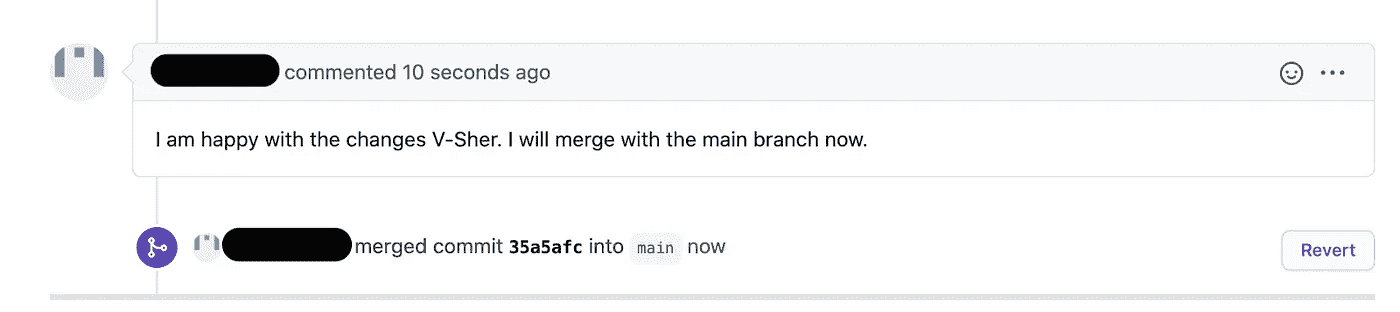 commented 10 seconds ago
I am happy with the changes V-Sher. I will merge with the main branch now.
merged commit 35a5afc into main now
Revert